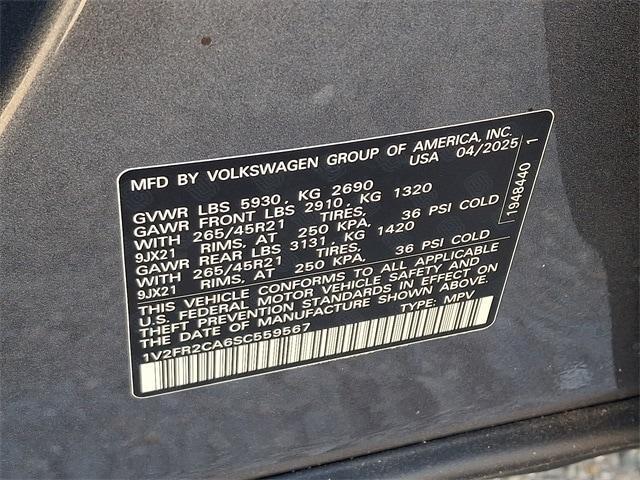 MFD BY VOLKSWAGEN GROUP OF AMERICA, INC.
USA 04/2025
GVWR LBS 5930 , KG 2690
GAWR FRONT LBS 2910, KG 1320
WITH 265/45R21 TIRES,
9JX21 RIMS, AT 250 KPA, 36 PSI COLD
GAWR REAR LBS 3131, KG 1420
WITH 265/45R21 TIRES,
9JX21 RIMS, AT 250 KPA, 36 PSI COLD
THIS VEHICLE CONFORMS TO ALL APPLICABLE
U.S. FEDERAL MOTOR VEHICLE SAFETY AND
THEFT PREVENTION STANDARDS IN EFFECT ON
THE DATE OF MANUFACTURE SHOWN ABOVE.
1V2FR2CA6SC559567 TYPE: MPV
1948440 1